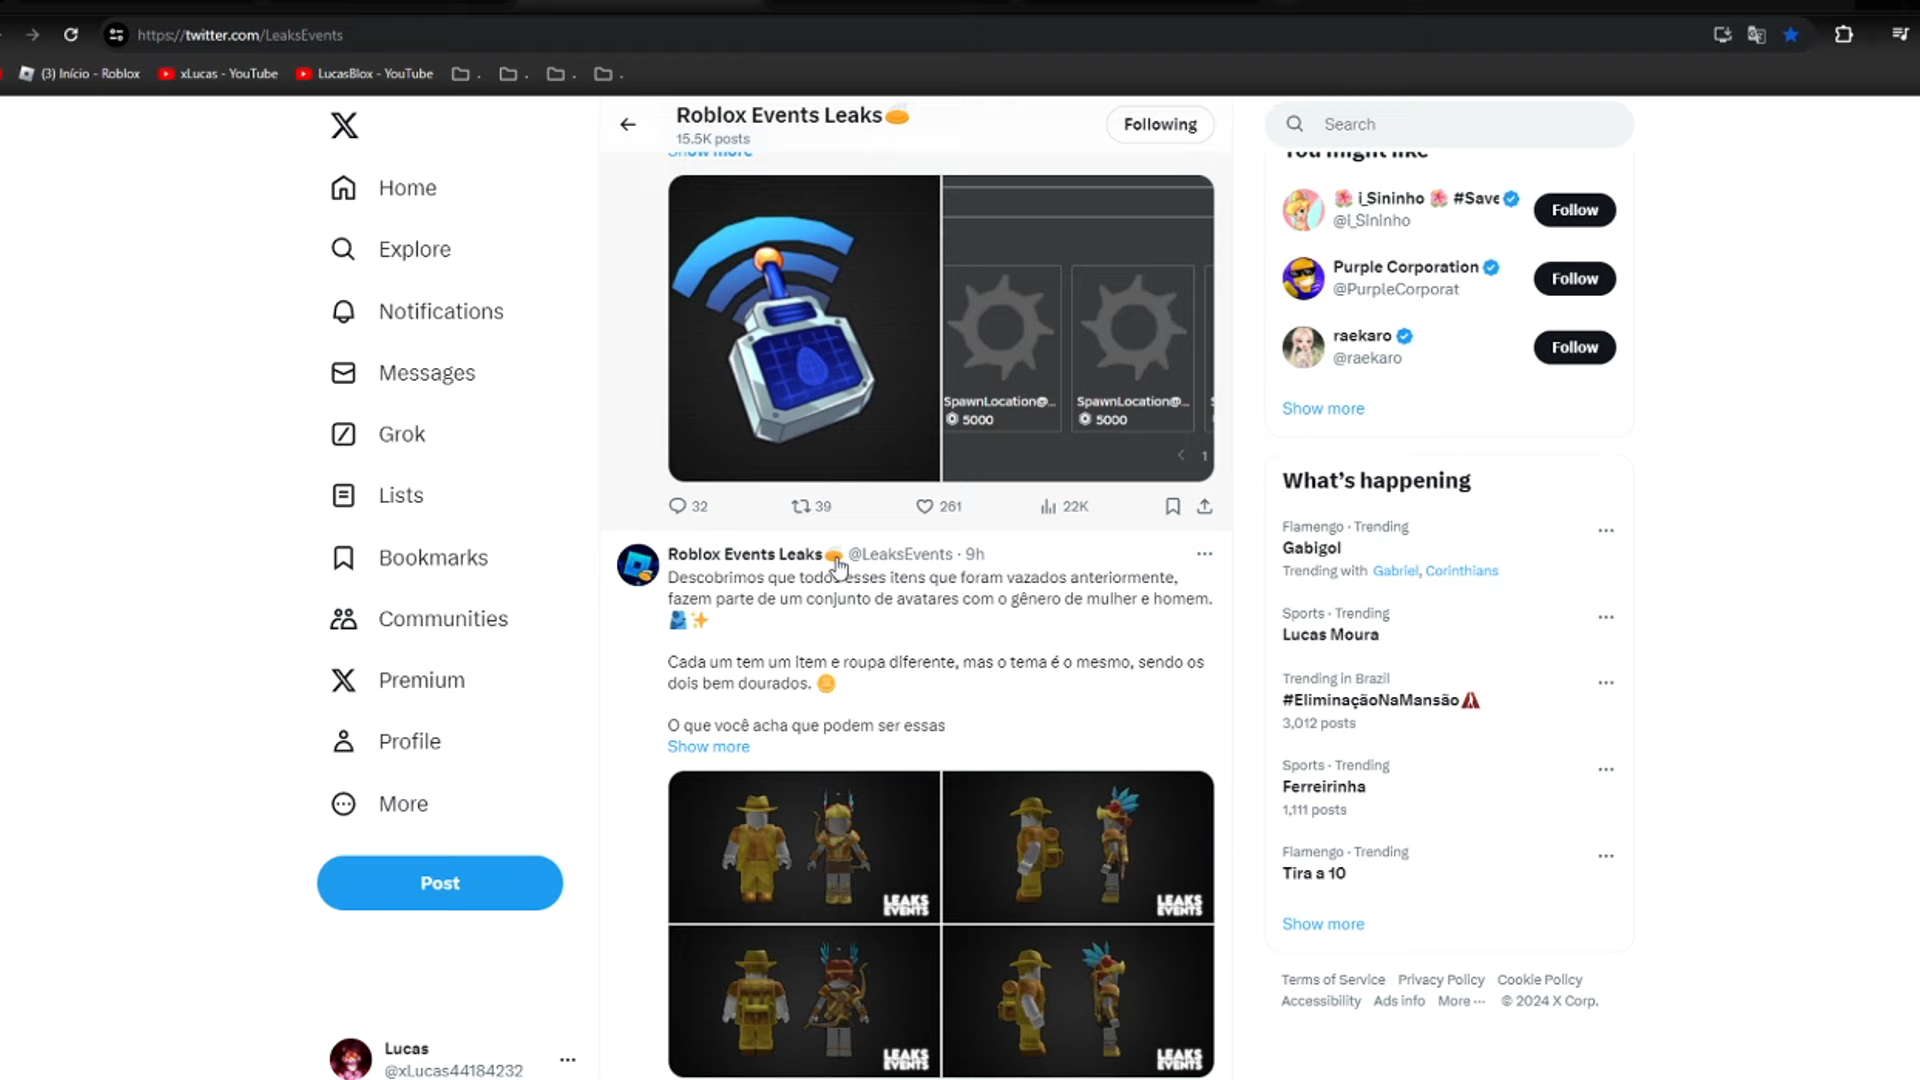 https://twitter.com/LeaksEvents
(3) Início - Roblox
xLucas - YouTube
LucasBlox - YouTube
Home
Explore
Notifications
Messages
Grok
Lists
Bookmarks
Communities
Premium
Profile
More
Post
Lucas
@xLucas44184232
Roblox Events Leaks
15.5K posts
Following
Show more
SpawnLocation@...
5000
SpawnLocation@...
5000
1
32
39
261
22K
Roblox Events Leaks @LeaksEvents · 9h
Descobrimos que todos esses itens que foram vazados anteriormente,
fazem parte de um conjunto de avatares com o gênero de mulher e homem.
Cada um tem um item e roupa diferente, mas o tema é o mesmo, sendo os
dois bem dourados.
O que você acha que podem ser essas
Show more
LEAKS
EVENTS
LEAKS
EVENTS
LEAKS
EVENTS
LEAKS
EVENTS
Search
You might like
i_Sininho #Save
@i_Sininho
Follow
Purple Corporation
@PurpleCorporat
Follow
raekaro
@raekaro
Follow
Show more
What's happening
Flamengo · Trending
Gabigol
Trending with Gabriel, Corinthians
Sports · Trending
Lucas Moura
Trending in Brazil
#EliminaçãoNaMansão
3,012 posts
Sports · Trending
Ferreirinha
1,111 posts
Flamengo · Trending
Tira a 10
Show more
Terms of Service Privacy Policy Cookie Policy
Accessibility Ads info More ··· © 2024 X Corp.